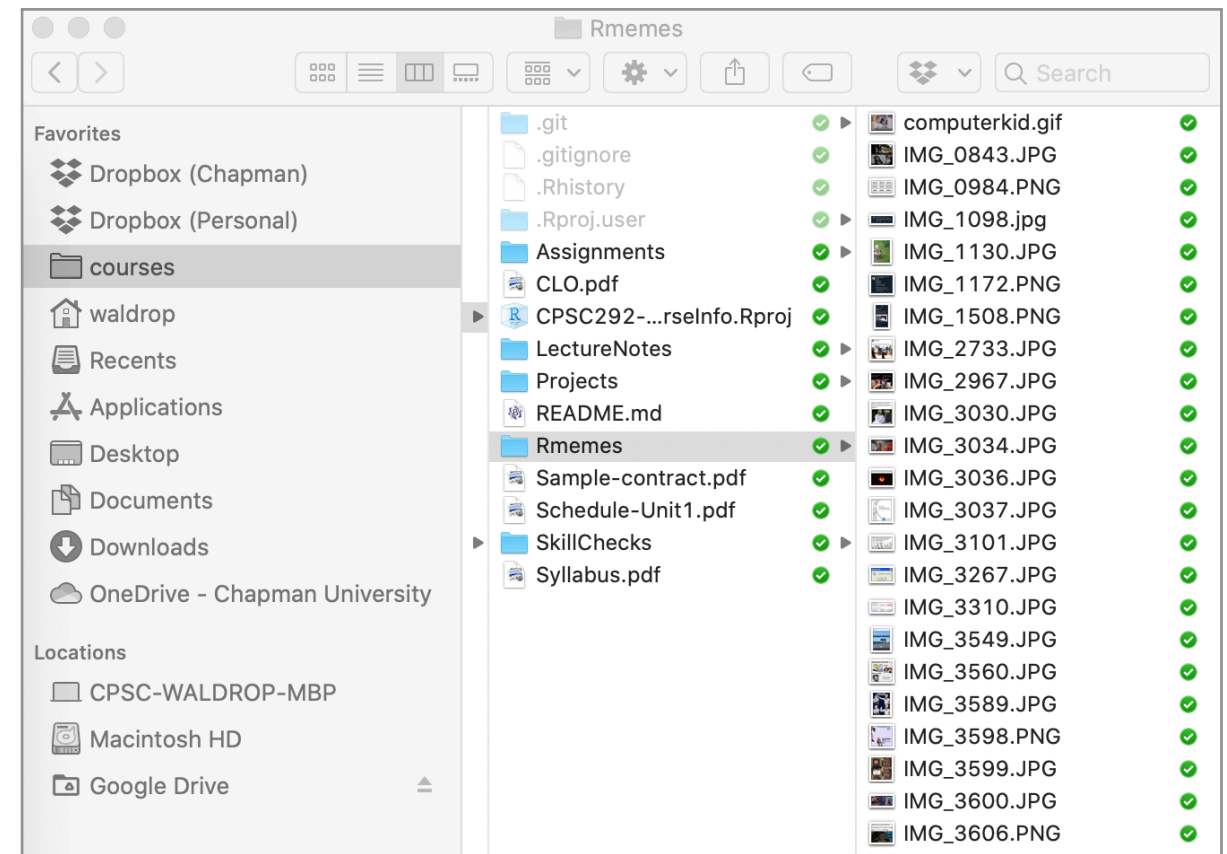 Rmemes
Search
Favorites
Dropbox (Chapman)
Dropbox (Personal)
courses
waldrop
Recents
Applications
Desktop
Documents
Downloads
OneDrive - Chapman University
Locations
CPSC-WALDROP-MBP
Macintosh HD
Google Drive
.git
.gitignore
.Rhistory
.Rproj.user
Assignments
CLO.pdf
R CPSC292-...rseInfo.Rproj
LectureNotes
Projects
README.md
Rmemes
Sample-contract.pdf
Schedule-Unit1.pdf
SkillChecks
Syllabus.pdf
computerkid.gif
IMG_0843.JPG
IMG_0984.PNG
IMG_1098.jpg
IMG_1130.JPG
IMG_1172.PNG
IMG_1508.PNG
IMG_2733.JPG
IMG_2967.JPG
IMG_3030.JPG
IMG_3034.JPG
IMG_3036.JPG
IMG_3037.JPG
IMG_3101.JPG
IMG_3267.JPG
IMG_3310.JPG
IMG_3549.JPG
IMG_3560.JPG
IMG_3589.JPG
IMG_3598.PNG
IMG_3599.JPG
IMG_3600.JPG
IMG_3606.PNG